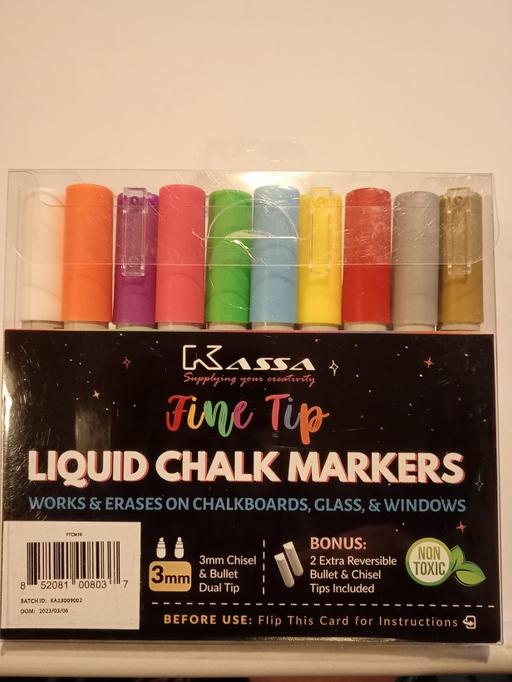 KASSA
Supplying your creativity
Fine Tip
LIQUID CHALK MARKERS
WORKS & ERASES ON CHALKBOARDS, GLASS, & WINDOWS
8 52081 00803 7
BATCH ID: KA23009002
DOM: 2023/03/06
3mm
3mm Chisel
& Bullet
Dual Tip
BONUS:
2 Extra Reversible
Bullet & Chisel
Tips Included
NON
TOXIC
BEFORE USE: Flip This Card for Instructions